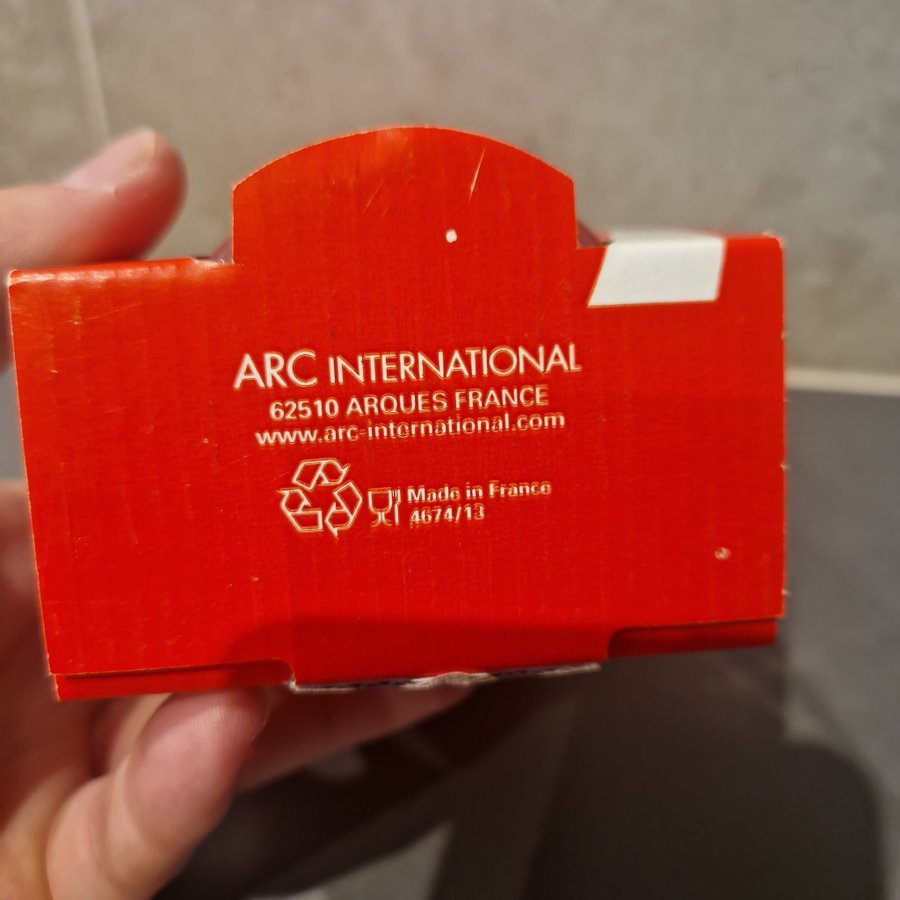 ARC INTERNATIONAL
62510 ARQUES FRANCE
www.arc-international.com
Made in France
4674/13